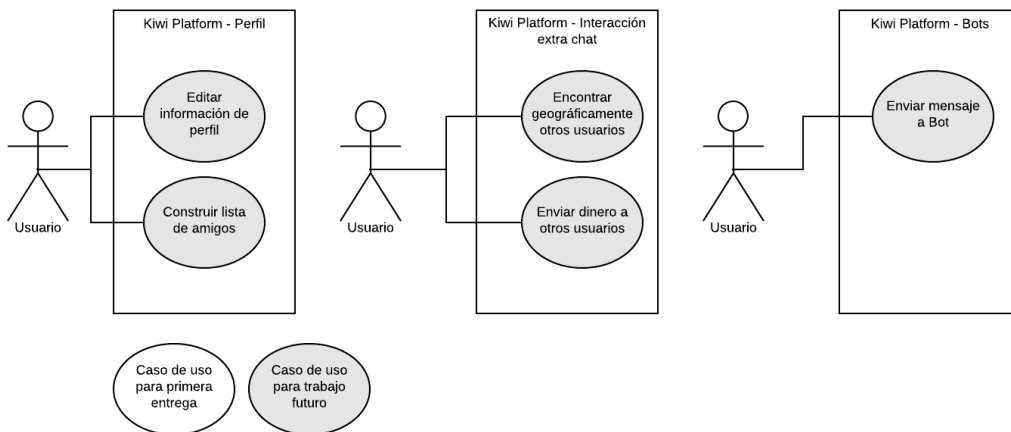 Kiwi Platform - Perfil
Editar
información de
perfil
Construir lista
de amigos
Usuario
Kiwi Platform - Interacción
extra chat
Encontrar
geográficamente
otros usuarios
Enviar dinero a
otros usuarios
Usuario
Kiwi Platform - Bots
Enviar mensaje
a Bot
Usuario
Caso de uso
para primera
entrega
Caso de uso
para trabajo
futuro